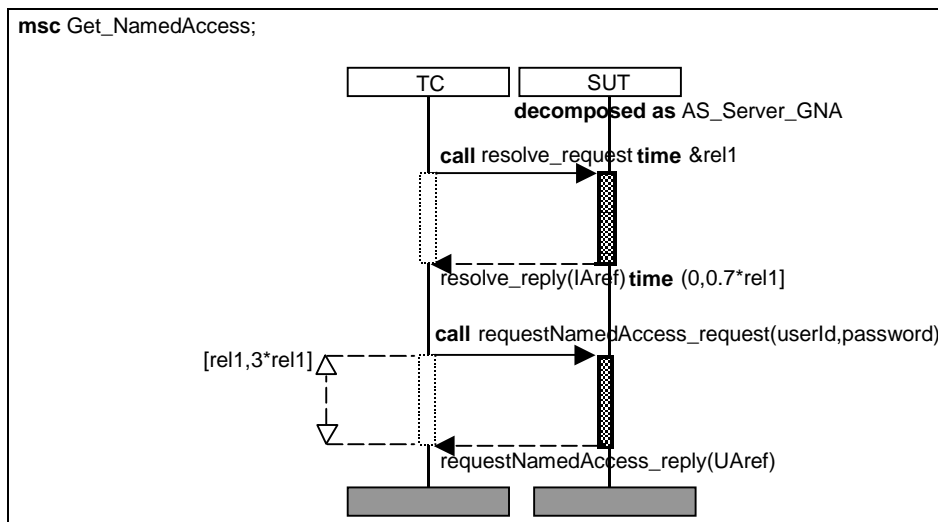 msc Get_NamedAccess;
TC
SUT
decomposed as AS_Server_GNA
call resolve_request time &rel1
resolve_reply(IAref) time (0,0.7*rel1]
call requestNamedAccess_request(userId,password)
[rel1,3*rel1]
requestNamedAccess_reply(UAref)